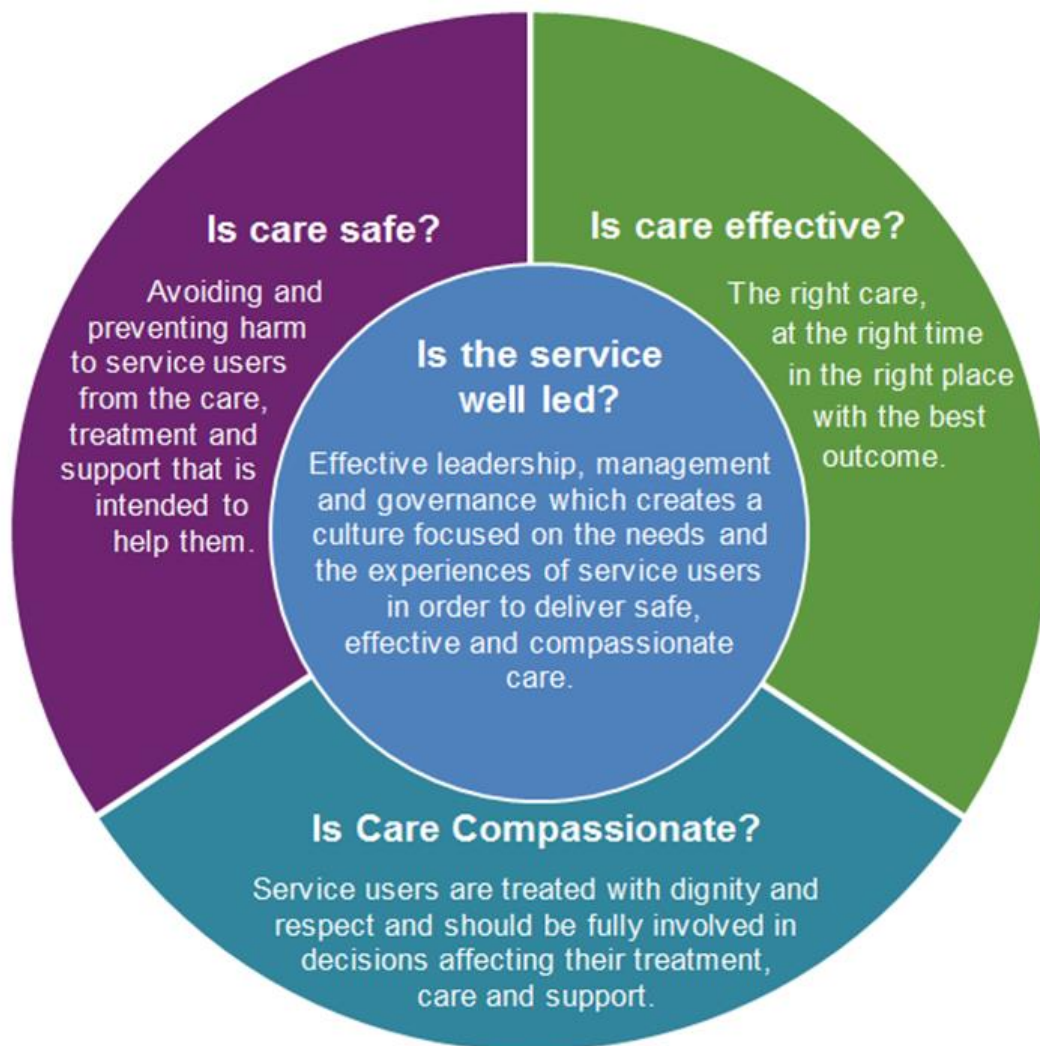 Is care safe?
Avoiding and
preventing harm
to service users
from the care,
treatment and
support that is
intended to
help them.
Is care effective?
The right care,
at the right time
in the right place
with the best
outcome.
Is the service
well led?
Effective leadership, management
and governance which creates a
culture focused on the needs and
the experiences of service users
in order to deliver safe,
effective and compassionate
care.
Is Care Compassionate?
Service users are treated with dignity and
respect and should be fully involved in
decisions affecting their treatment,
care and support.